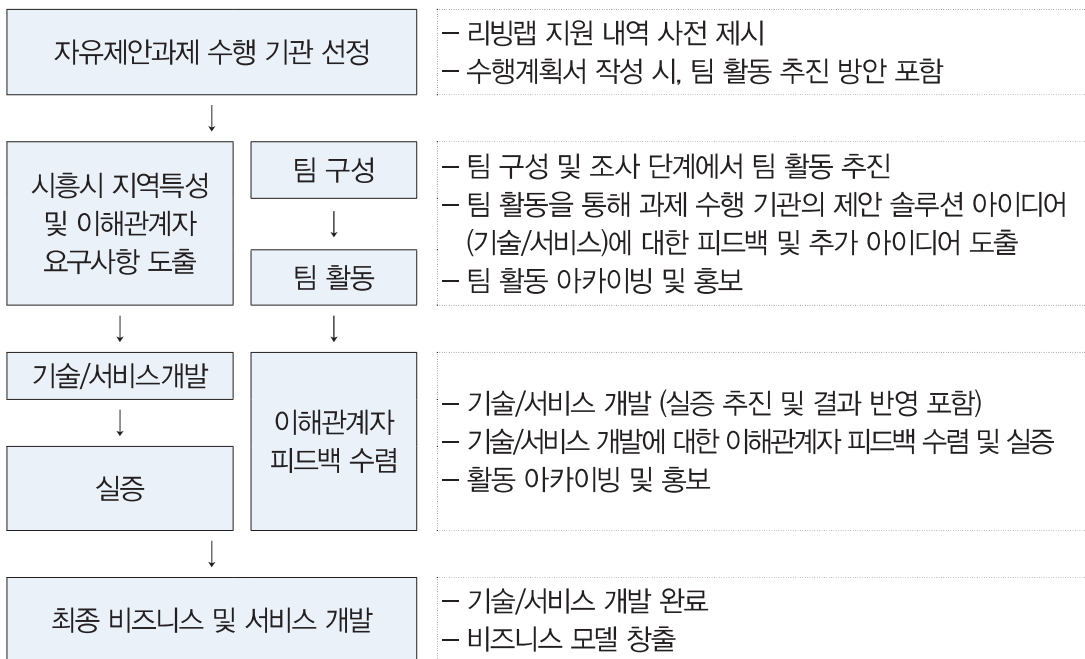 자유제안과제 수행 기관 선정
– 리빙랩 지원 내역 사전 제시
– 수행계획서 작성 시, 팀 활동 추진 방안 포함
↓
시흥시 지역특성
및 이해관계자
요구사항 도출
팀 구성
↓
팀 활동
– 팀 구성 및 조사 단계에서 팀 활동 추진
– 팀 활동을 통해 과제 수행 기관의 제안 솔루션 아이디어
(기술/서비스)에 대한 피드백 및 추가 아이디어 도출
– 팀 활동 아카이빙 및 홍보
↓
↓
기술/서비스개발
↓
실증
이해관계자
피드백 수렴
– 기술/서비스 개발 (실증 추진 및 결과 반영 포함)
– 기술/서비스 개발에 대한 이해관계자 피드백 수렴 및 실증
– 활동 아카이빙 및 홍보
↓
최종 비즈니스 및 서비스 개발
– 기술/서비스 개발 완료
– 비즈니스 모델 창출